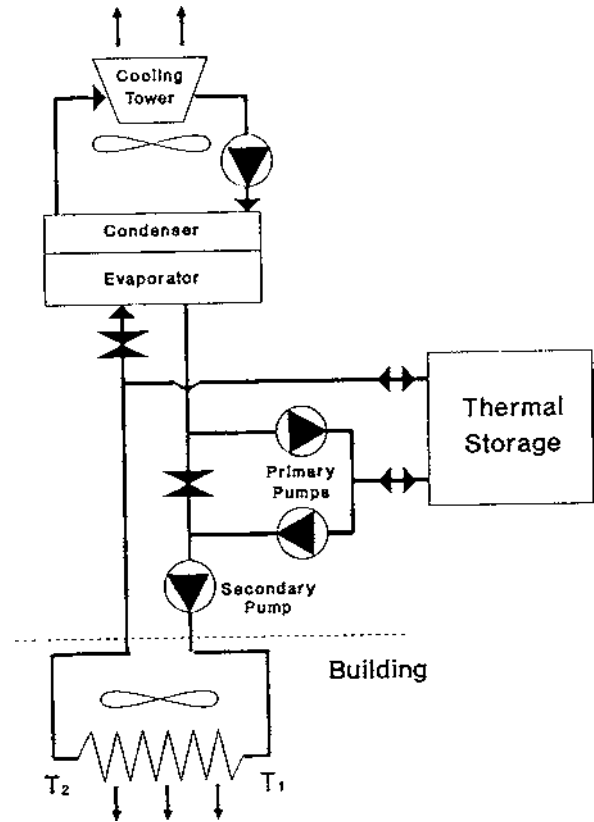 Cooling
Tower
Condenser
Evaporator
Thermal
Storage
Primary
Pumps
Secondary
Pump
Building
T₂
T₁